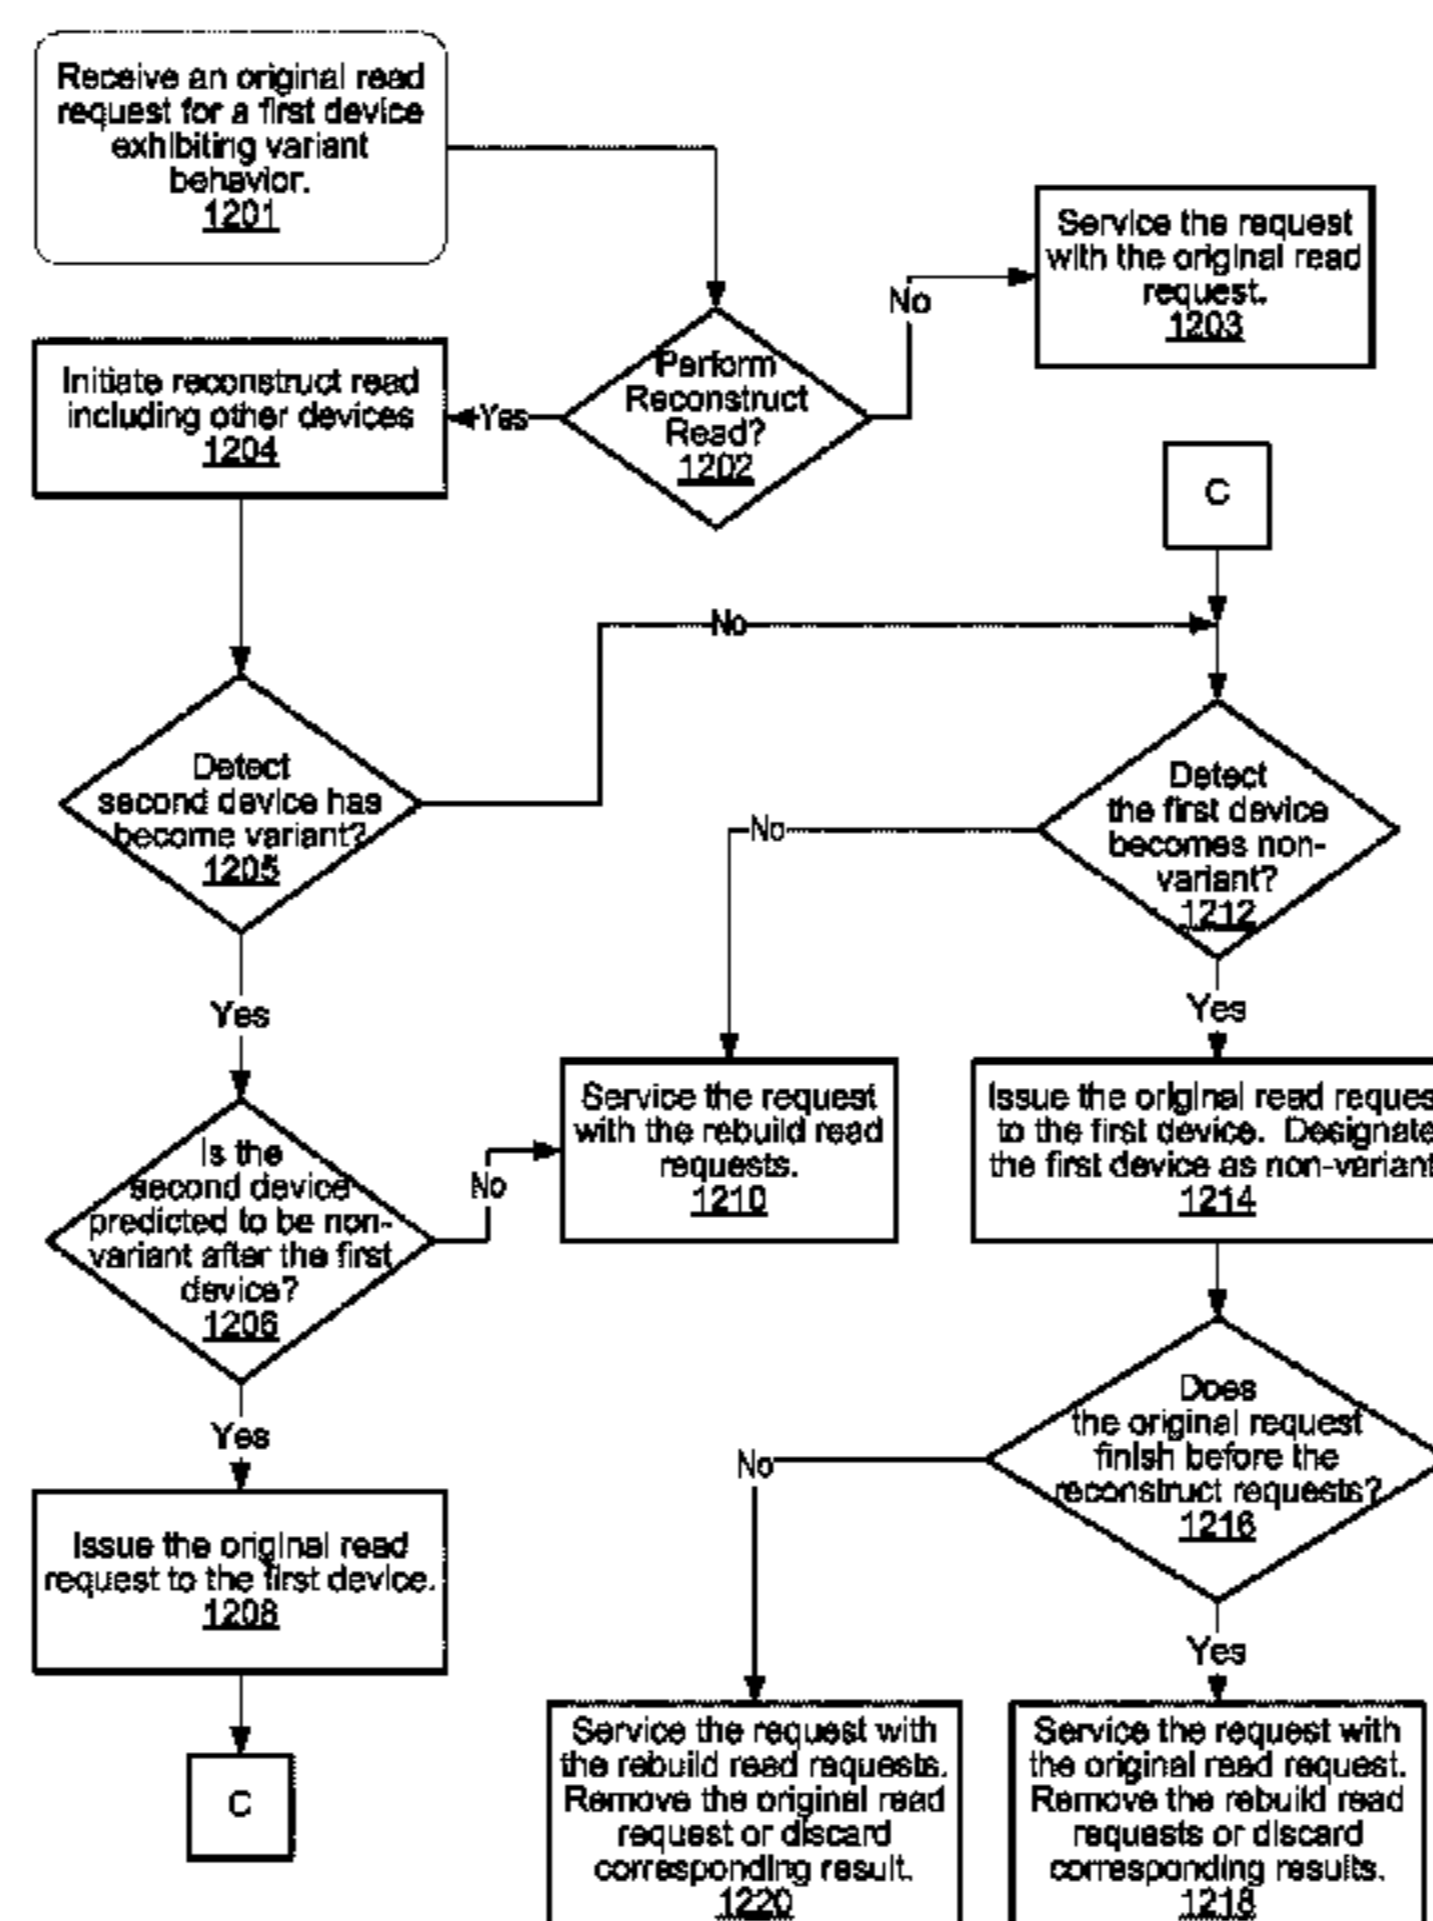 Receive an original read
request for a first device
exhibiting variant
behavior.
1201
Service the request
with the original read
request.
1203
No
Perform
Reconstruct
Read?
1202
Yes
Initiate reconstruct read
including other devices
1204
C
No
Detect
second device has
become variant?
1205
Detect
the first device
becomes non-
variant?
1212
No
Yes
Yes
Service the request
with the rebuild read
requests.
1210
Issue the original read reques
to the first device. Designate
the first device as non-variant
1214
Is the
second device
predicted to be non-
variant after the first
device?
1206
No
Yes
Does
the original request
finish before the
reconstruct requests?
1216
No
Yes
Issue the original read
request to the first device.
1208
C
Service the request with
the rebuild read requests.
Remove the original read
request or discard
corresponding result.
1220
Service the request with
the original read request.
Remove the rebuild read
requests or discard
corresponding results.
1218